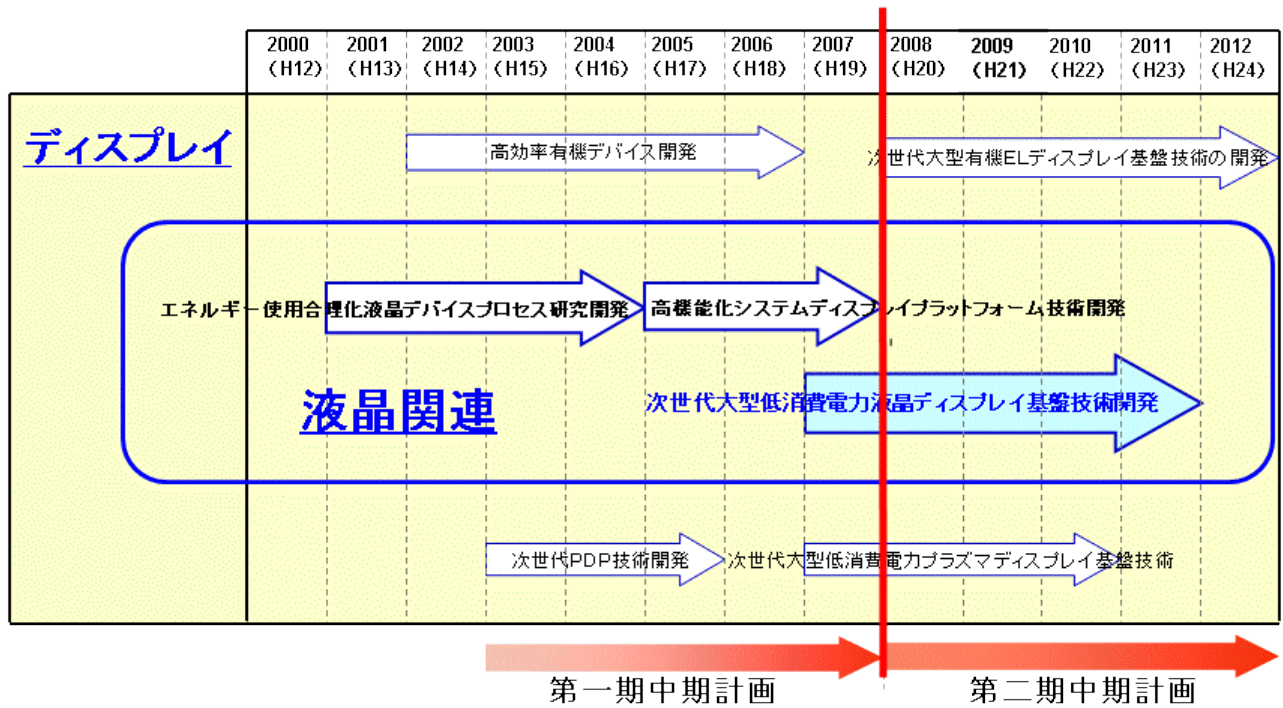 2000 2001 2002 2003 2004 2005 2006 2007 2008 2009 2010 2011 2012
（H12） （H13） （H14） （H15） （H16） （H17） （H18） （H19） （H20） （H21） （H22） （H23） （H24）
ディスプレイ
高効率有機デバイス開発
次世代大型有機ELディスプレイ基盤技術の開発
エネルギー使用合理化液晶デバイスプロセス研究開発
高機能化システムディスプレイプラットフォーム技術開発
液晶関連
次世代大型低消費電力液晶ディスプレイ基盤技術開発
次世代PDP技術開発
次世代大型低消費電力プラズマディスプレイ基盤技術
第一期中期計画
第二期中期計画